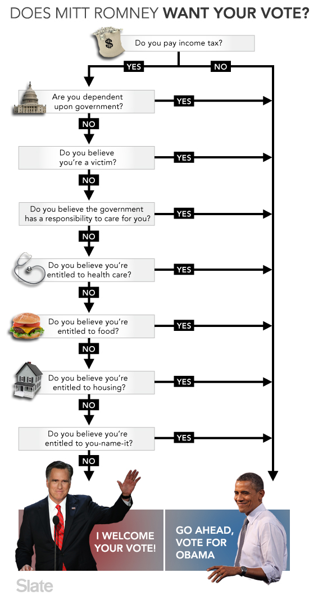 DOES MITT ROMNEY WANT YOUR VOTE?
Do you pay income tax?
YES
NO
Are you dependent
upon government?
YES
NO
Do you believe
you're a victim?
YES
NO
Do you believe the government
has a responsibility to care for you?
YES
NO
Do you believe you're
entitled to health care?
YES
NO
Do you believe you're
entitled to food?
YES
NO
Do you believe you're
entitled to housing?
YES
NO
Do you believe you're
entitled to you-name-it?
YES
NO
I WELCOME
YOUR VOTE!
GO AHEAD,
VOTE FOR
OBAMA
Slate